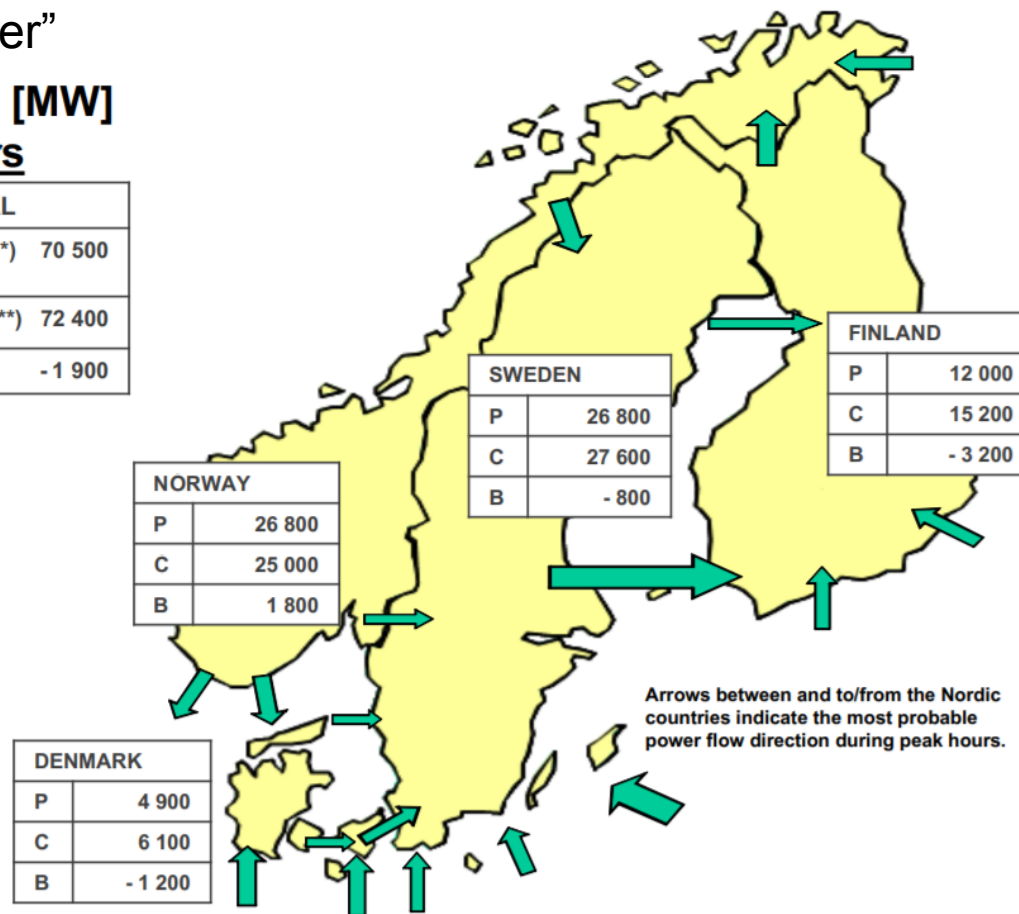 er”
[MW]
rs
AL
*) 70 500
**) 72 400
- 1 900
FINLAND
P 12 000
C 15 200
B - 3 200
SWEDEN
P 26 800
C 27 600
B - 800
NORWAY
P 26 800
C 25 000
B 1 800
Arrows between and to/from the Nordic
countries indicate the most probable
power flow direction during peak hours.
DENMARK
P 4 900
C 6 100
B - 1 200